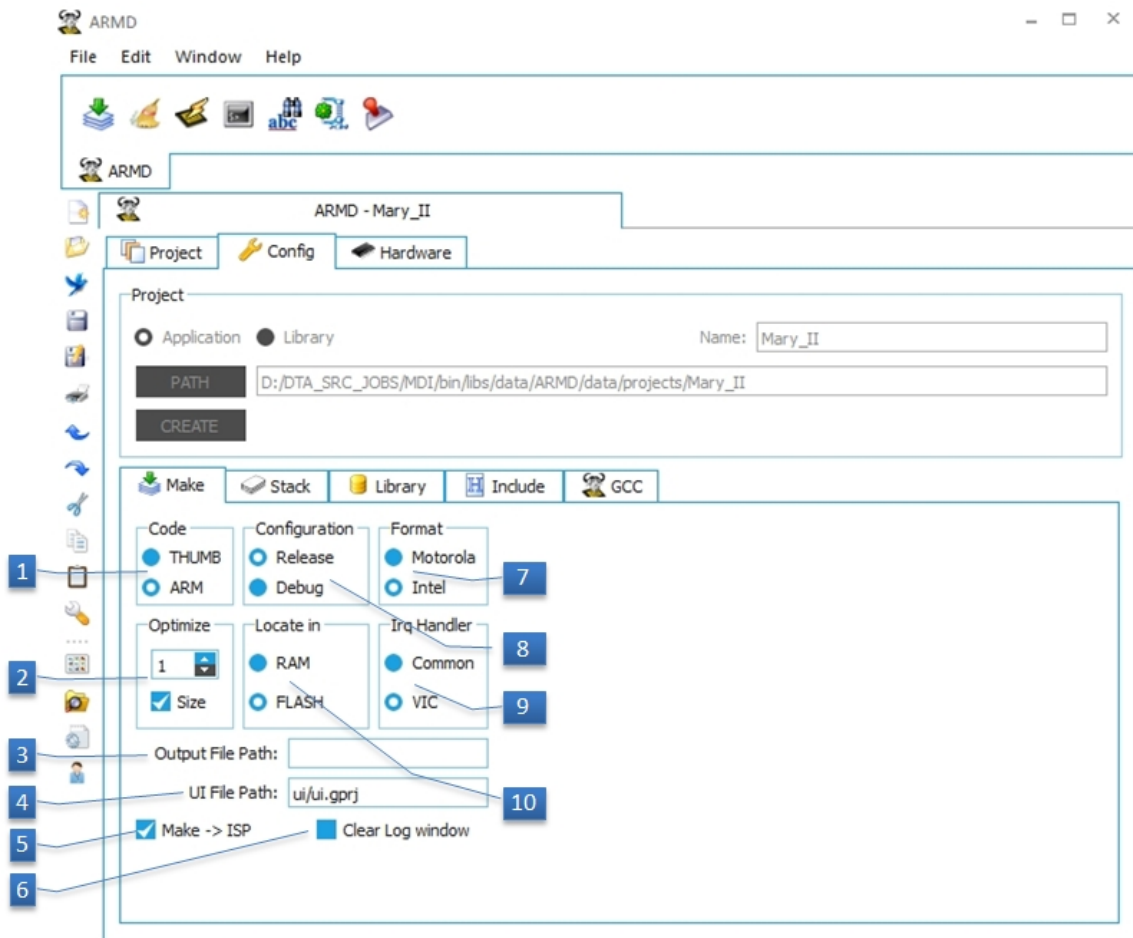 ARMD
File Edit Window Help
abc
ARMD
ARMD - Mary_II
Project Config Hardware
Project
Application Library Name: Mary_II
PATH D:/DTA_SRC_JOBS/MDI/bin/libs/data/ARMD/data/projects/Mary_II
CREATE
Make Stack H Include Library GCC
Code Configuration Format
THUMB Release Motorola
1 7
ARM Debug Intel
Optimize Locate in Irq Handler
8
1 RAM Common
2
Size FLASH VIC 9
3 Output File Path:
4 UI File Path: ui/ui.gprj 10
5 Make -> ISP Clear Log window
6